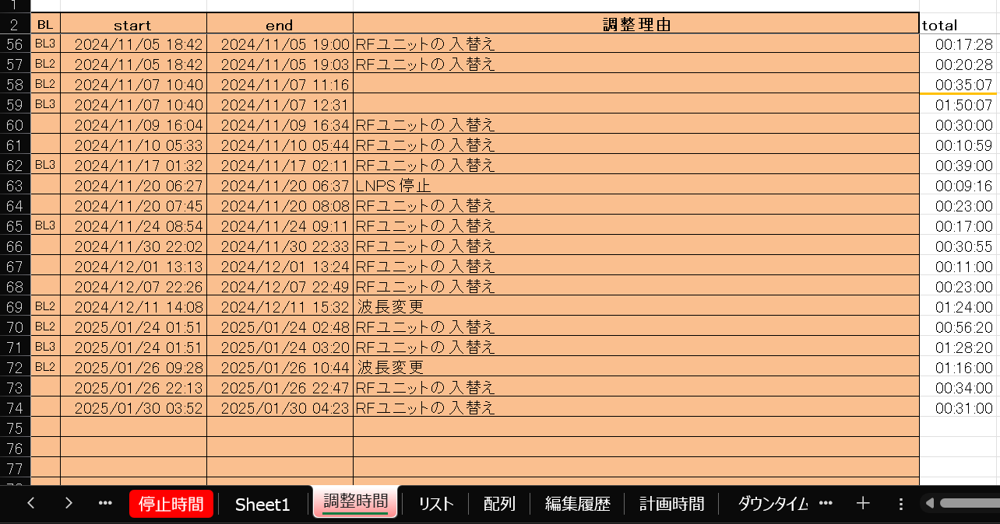 1
2 BL start end 調整理由 total
56 BL3 2024/11/05 18:42 2024/11/05 19:00 RFユニットの入替え 00:17:28
57 BL2 2024/11/05 18:42 2024/11/05 19:03 RFユニットの入替え 00:20:28
58 BL2 2024/11/07 10:40 2024/11/07 11:16 00:35:07
59 BL3 2024/11/07 10:40 2024/11/07 12:31 01:50:07
60 2024/11/09 16:04 2024/11/09 16:34 RFユニットの入替え 00:30:00
61 2024/11/10 05:33 2024/11/10 05:44 RFユニットの入替え 00:10:59
62 BL3 2024/11/17 01:32 2024/11/17 02:11 RFユニットの入替え 00:39:00
63 2024/11/20 06:27 2024/11/20 06:37 LNPS停止 00:09:16
64 2024/11/20 07:45 2024/11/20 08:08 RFユニットの入替え 00:23:00
65 BL3 2024/11/24 08:54 2024/11/24 09:11 RFユニットの入替え 00:17:00
66 2024/11/30 22:02 2024/11/30 22:33 RFユニットの入替え 00:30:55
67 2024/12/01 13:13 2024/12/01 13:24 RFユニットの入替え 00:11:00
68 2024/12/07 22:26 2024/12/07 22:49 RFユニットの入替え 00:23:00
69 BL2 2024/12/11 14:08 2024/12/11 15:32 波長変更 01:24:00
70 BL2 2025/01/24 01:51 2025/01/24 02:48 RFユニットの入替え 00:56:20
71 BL3 2025/01/24 01:51 2025/01/24 03:20 RFユニットの入替え 01:28:20
72 BL2 2025/01/26 09:28 2025/01/26 10:44 波長変更 01:16:00
73 2025/01/26 22:13 2025/01/26 22:47 RFユニットの入替え 00:34:00
74 2025/01/30 03:52 2025/01/30 04:23 RFユニットの入替え 00:31:00
75
76
77
停止時間 Sheet1 調整時間 リスト 配列 編集履歴 計画時間 ダウンタイム